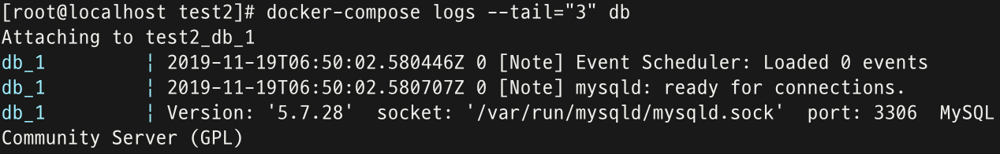 [root@localhost test2]# docker-compose logs --tail="3" db
Attaching to test2_db_1
db_1         ¦ 2019-11-19T06:50:02.580446Z 0 [Note] Event Scheduler: Loaded 0 events
db_1         ¦ 2019-11-19T06:50:02.580707Z 0 [Note] mysqld: ready for connections.
db_1         ¦ Version: '5.7.28'  socket: '/var/run/mysqld/mysqld.sock'  port: 3306  MySQL
Community Server (GPL)